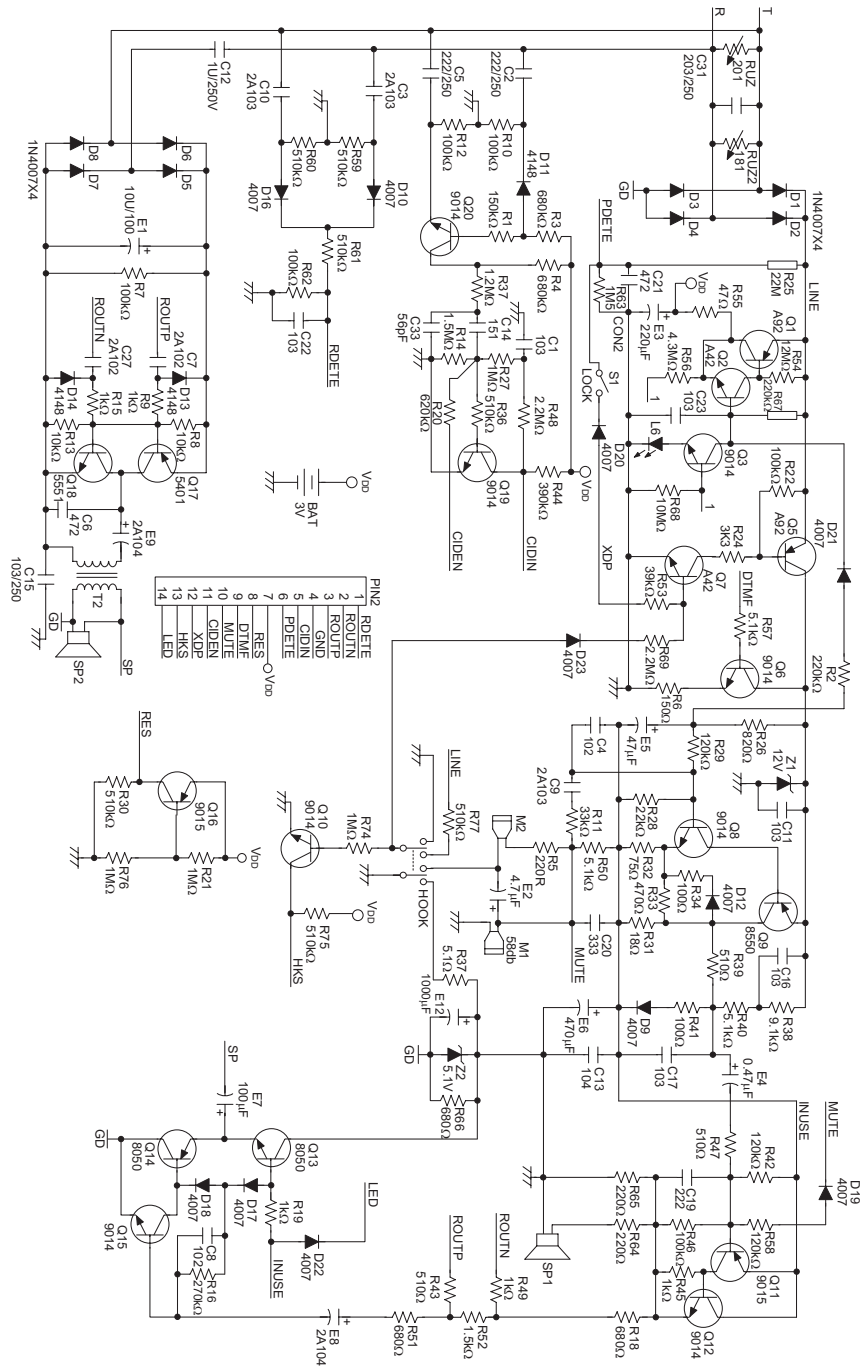 R
T
RUZ
201
C31
203/250
RUZ2
181
1N4007X4
D1
D2
D3
D4
GD
PDETE
LINE
R25
22M
C21
472
R63
1M5
VDD
E3
220μF
CON2
R55
47Ω
Q1
A92
R54
12MΩ
Q2
A42
R56
4.3MΩ
1
R67
220kΩ
C23
103
S1
LOCK
D20
4007
L6
Q3
9014
R68
10MΩ
1
R22
100kΩ
Q5
A92
R24
3K3
D21
4007
Q7
A42
R53
39kΩ
XDP
DTMF
R57
5.1kΩ
Q6
9014
R2
220kΩ
R69
2.2MΩ
R6
150Ω
D23
4007
C12
1U/250V
C5
222/250
C2
222/250
R12
100kΩ
R10
100kΩ
D11
4148
Q20
9014
R1
150kΩ
R3
680kΩ
R4
680kΩ
R37
1.2MΩ
C33
56pF
R14
1.5MΩ
C14
151
C1
103
R27
1MΩ
R20
620kΩ
R36
510kΩ
R48
2.2MΩ
Q19
9014
R44
390kΩ
VDD
CIDEN
CIDIN
C10
2A103
C3
2A103
R60
510kΩ
R59
510kΩ
D16
4007
D10
4007
R61
510kΩ
R62
100kΩ
C22
103
RDETE
1N4007X4
D8
D7
D6
D5
E1
10U/100
R7
100kΩ
ROUTN
ROUTP
C27
2A102
C7
2A102
D14
4148
D13
4148
R15
1kΩ
R9
1kΩ
R13
10kΩ
R8
10kΩ
Q18
5551
Q17
5401
C6
472
E9
2A104
C15
103/250
T2
GD
SP
SP2
VDD
BAT
3V
PIN2
1 RDETE
2 ROUTN
3 ROUTP
4 GND
5 CIDIN
6 PDETE
7 VDD
8 RES
9 DTMF
10 MUTE
11 CIDEN
12 XDP
13 HKS
14 LED
RES
R30
510kΩ
Q16
9015
R76
1MΩ
R21
1MΩ
VDD
R26
820Ω
Z1
12V
C11
103
E5
47μF
C4
102
R29
120kΩ
C9
2A103
R11
33kΩ
R28
22kΩ
Q8
9014
R50
5.1kΩ
R32
75Ω
R33
470Ω
R34
100Ω
D12
4007
Q9
8550
R31
18Ω
C20
333
MUTE
R39
510Ω
C16
103
R38
9.1kΩ
R40
5.1kΩ
R41
100Ω
D9
4007
E6
470μF
C13
104
C17
103
E4
0.47μF
LINE
R77
510kΩ
M2
R5
220R
E2
4.7μF
M1
58db
HOOK
R74
1MΩ
Q10
9014
R75
510kΩ
VDD
HKS
R37
5.1Ω
E12
1000μF
GD
Z2
5.1V
R66
680Ω
INUSE
MUTE
D19
4007
R47
510Ω
R42
120kΩ
C19
222
R58
120kΩ
R65
220Ω
R64
220Ω
R46
100kΩ
R45
1kΩ
Q11
9015
Q12
9014
SP1
SP
E7
100μF
GD
Q14
8050
Q13
8050
D18
4007
D17
4007
R19
1kΩ
D22
4007
LED
INUSE
Q15
9014
C8
102
R16
270kΩ
E8
2A104
R51
680Ω
ROUTP
R43
510Ω
R52
1.5kΩ
ROUTN
R49
1kΩ
R18
680Ω